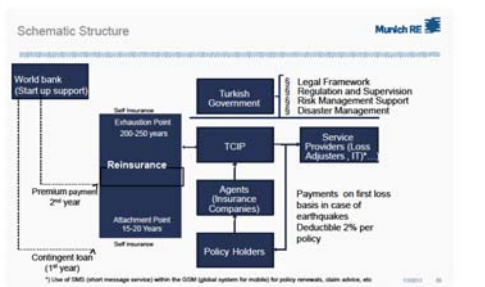 Schematic Structure
Munich RE
World bank
(Start up support)
Turkish
Government
§ Legal Framework
§ Regulation and Supervision
§ Risk Management Support
§ Disaster Management
Self Insurance
Exhaustion Point
200-250 years
Reinsurance
Attachment Point
15-20 Years
Self insurance
TCIP
Service
Providers (Loss
Adjusters , IT)*
Agents
(Insurance
Companies)
Policy Holders
Premium payment
2nd year
Contingent loan
(1st year)
Payments on first loss
basis in case of
earthquakes
Deductible 2% per
policy
*) Use of SMS (short message service) within the GSM (global system for mobile) for policy renewals, claim advice, etc